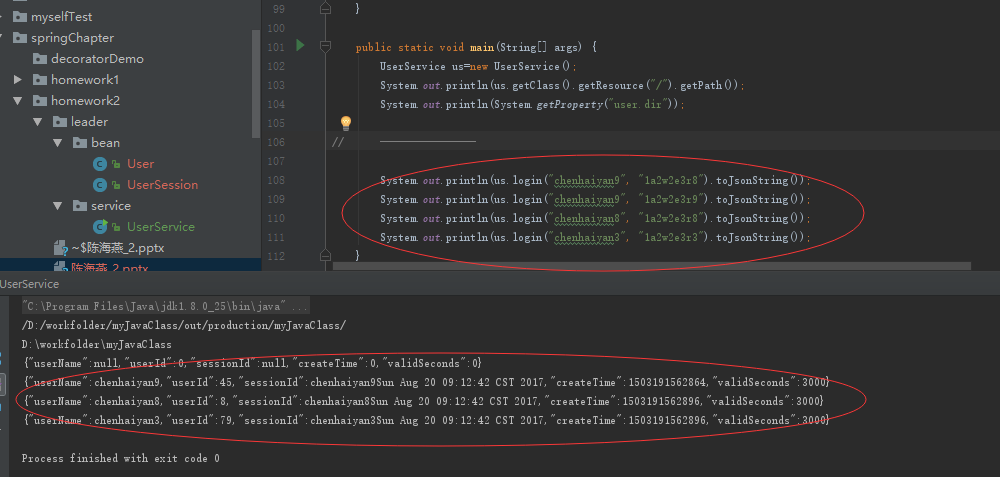 myselfTest
springChapter
decoratorDemo
homework1
homework2
leader
bean
User
UserSession
service
UserService
~$陈海燕_2.pptx
陈海燕_2.pptx
99 }
100
101 public static void main(String[] args) {
102 UserService us=new UserService();
103 System.out.println(us.getClass().getResource("/").getPath());
104 System.out.println(System.getProperty("user.dir"));
105
106 // ————————
107
108 System.out.println(us.login("chenhaiyan9", "1a2w2e3r8").toJsonString());
109 System.out.println(us.login("chenhaiyan9", "1a2w2e3r9").toJsonString());
110 System.out.println(us.login("chenhaiyan8", "1a2w2e3r8").toJsonString());
111 System.out.println(us.login("chenhaiyan3", "1a2w2e3r3").toJsonString());
112 }
UserService
"C:\Program Files\Java\jdk1.8.0_25\bin\java" ...
/D:/workfolder/myJavaClass/out/production/myJavaClass/
D:\workfolder\myJavaClass
{"userName":null,"userId":0,"sessionId":null,"createTime":0,"validSeconds":0}
{"userName":chenhaiyan9,"userId":45,"sessionId":chenhaiyan9Sun Aug 20 09:12:42 CST 2017,"createTime":1503191562864,"validSeconds":3000}
{"userName":chenhaiyan8,"userId":8,"sessionId":chenhaiyan8Sun Aug 20 09:12:42 CST 2017,"createTime":1503191562896,"validSeconds":3000}
{"userName":chenhaiyan3,"userId":79,"sessionId":chenhaiyan3Sun Aug 20 09:12:42 CST 2017,"createTime":1503191562896,"validSeconds":3000}
Process finished with exit code 0